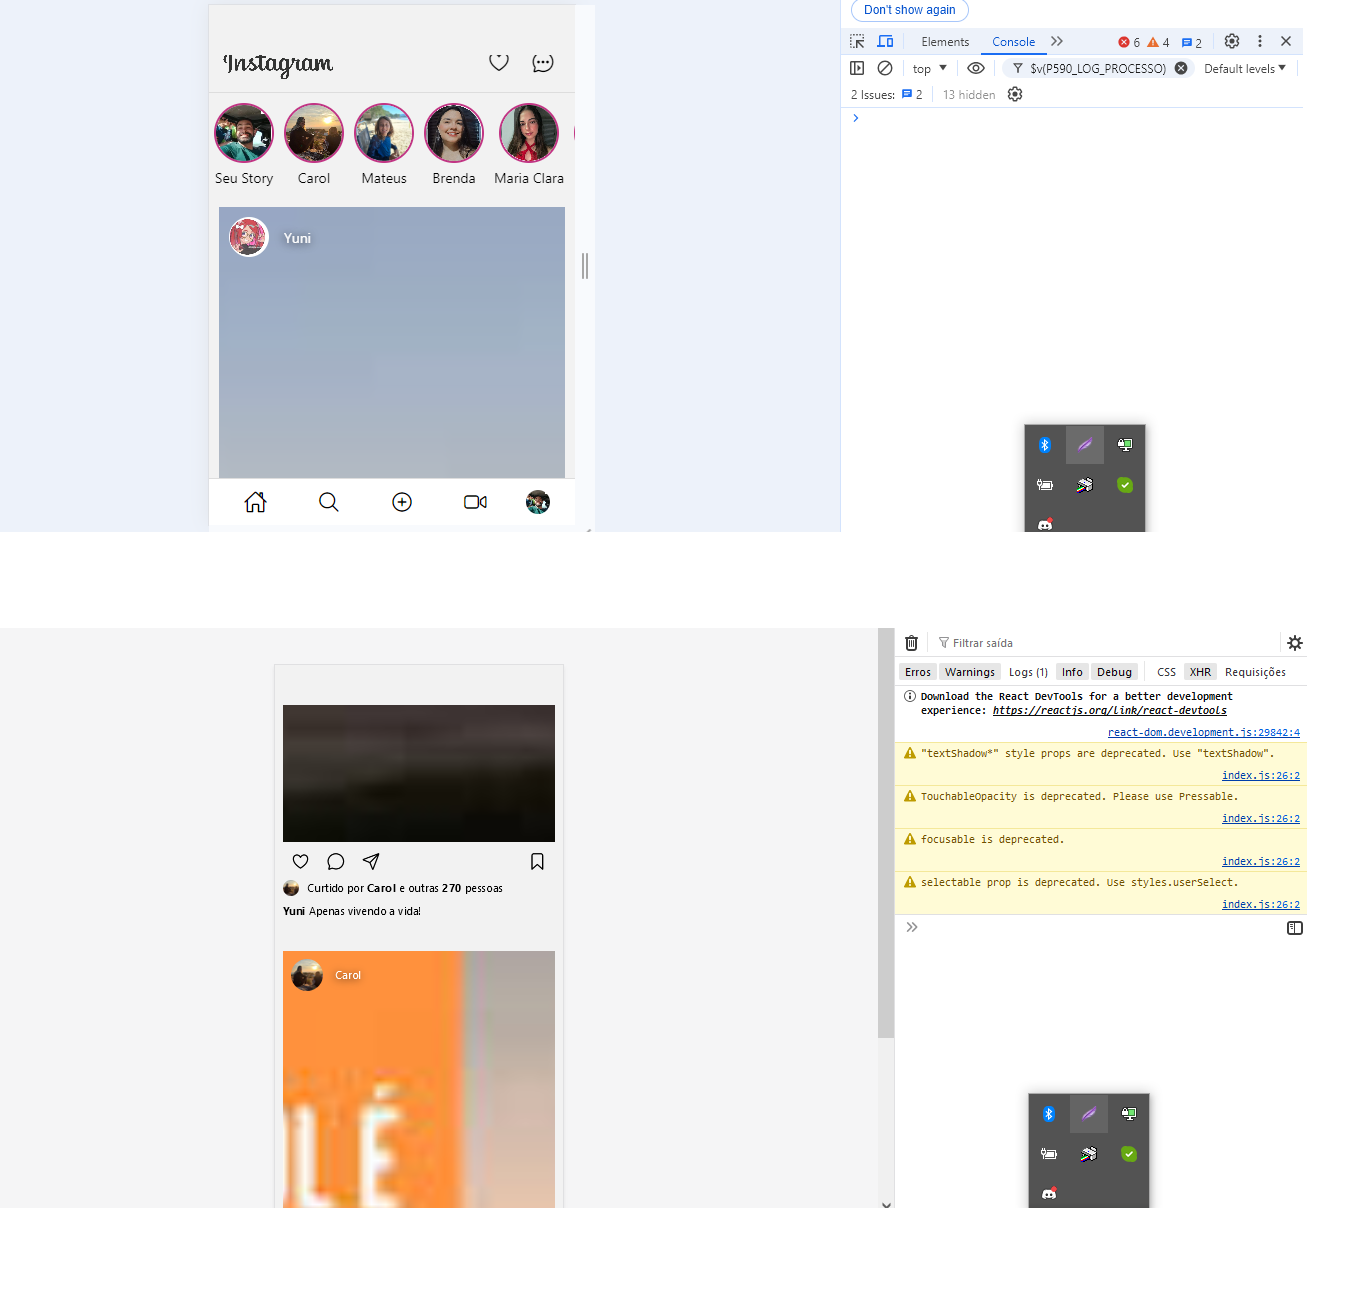 Don't show again
Elements
Console
6
4
2
top
$v(P590_LOG_PROCESSO)
Default levels
2 Issues:
2
13 hidden
Instagram
Seu Story
Carol
Mateus
Brenda
Maria Clara
Yuni
Filtrar saída
Erros
Warnings
Logs (1)
Info
Debug
CSS
XHR
Requisições
Download the React DevTools for a better development
experience: https://reactjs.org/link/react-devtools
react-dom.development.js:29842:4
"textShadow*" style props are deprecated. Use "textShadow".
index.js:26:2
TouchableOpacity is deprecated. Please use Pressable.
index.js:26:2
focusable is deprecated.
index.js:26:2
selectable prop is deprecated. Use styles.userSelect.
index.js:26:2
Curtido por Carol e outras 270 pessoas
Yuni Apenas vivendo a vida!
Carol
LÉ